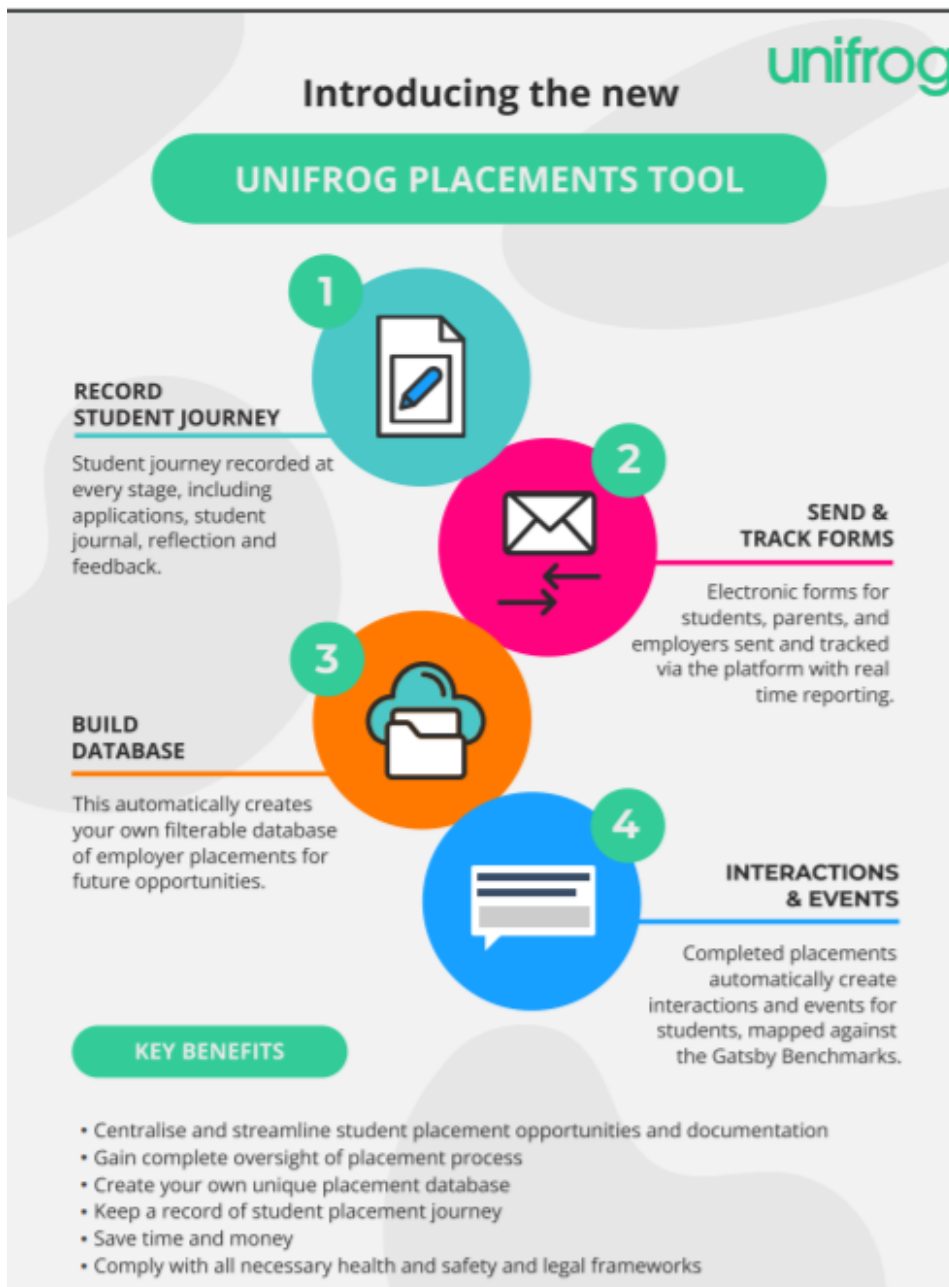 unifrog
Introducing the new
UNIFROG PLACEMENTS TOOL
1
RECORD
STUDENT JOURNEY
Student journey recorded at
every stage, including
applications, student
journal, reflection and
feedback.
2
SEND &
TRACK FORMS
Electronic forms for
students, parents, and
employers sent and tracked
via the platform with real
time reporting.
3
BUILD
DATABASE
This automatically creates
your own filterable database
of employer placements for
future opportunities.
4
INTERACTIONS
& EVENTS
Completed placements
automatically create
interactions and events for
students, mapped against
the Gatsby Benchmarks.
KEY BENEFITS
• Centralise and streamline student placement opportunities and documentation
• Gain complete oversight of placement process
• Create your own unique placement database
• Keep a record of student placement journey
• Save time and money
• Comply with all necessary health and safety and legal frameworks